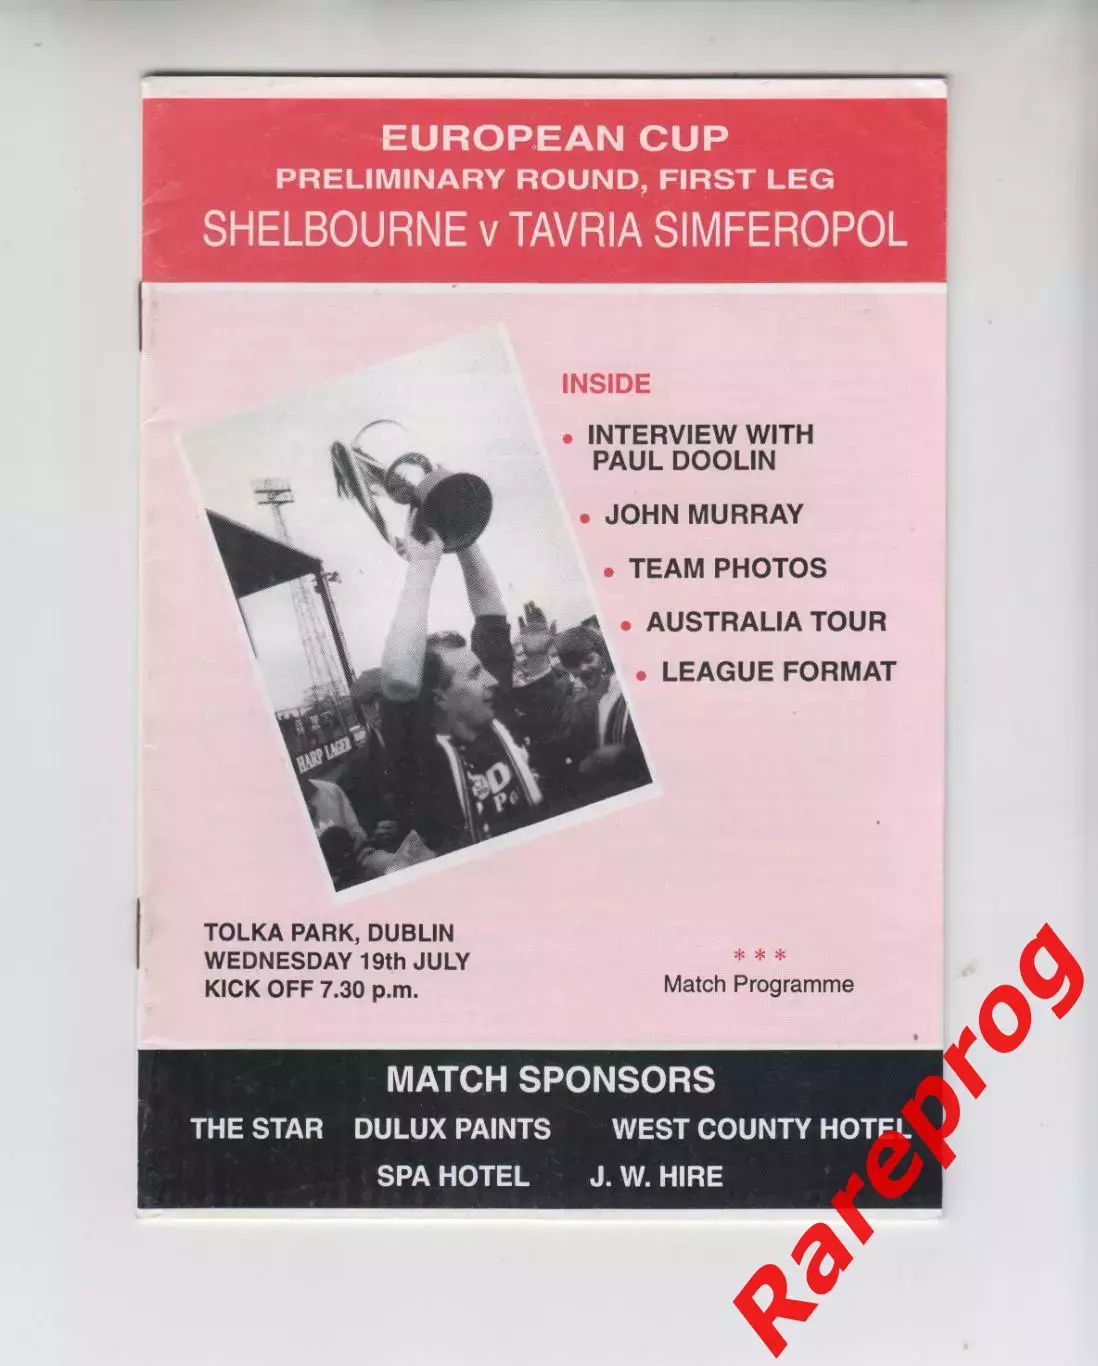 EUROPEAN CUP
PRELIMINARY ROUND, FIRST LEG
SHELBOURNE v TAVRIA SIMFEROPOL
INSIDE
• INTERVIEW WITH
PAUL DOOLIN
• JOHN MURRAY
• TEAM PHOTOS
• AUSTRALIA TOUR
• LEAGUE FORMAT
HARP LAGER
TOLKA PARK, DUBLIN
WEDNESDAY 19th JULY
KICK OFF 7.30 p.m.
* * *
Match Programme
MATCH SPONSORS
THE STAR DULUX PAINTS WEST COUNTY HOTEL
SPA HOTEL J. W. HIRE
Rareprog